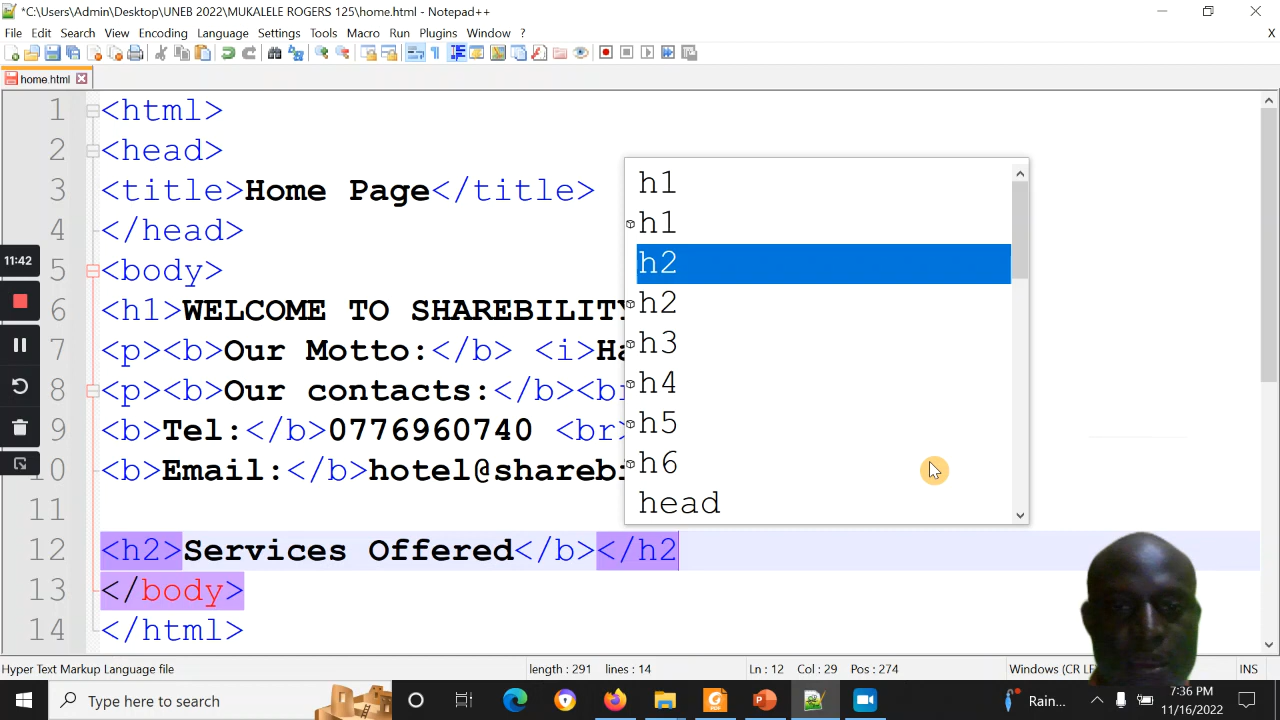 *C:\Users\Admin\Desktop\UNEB 2022\MUKALELE ROGERS 125\home.html - Notepad++
File Edit Search View Encoding Language Settings Tools Macro Run Plugins Window ? X
home.html
1 <html>
2 <head>
3 <title>Home Page</title>
4 </head>
5 <body>
6 <h1>WELCOME TO SHAREBILITY
7 <p><b>Our Motto:</b> <i>Ha
8 <p><b>Our contacts:</b><b
9 <b>Tel:</b>0776960740 <br>
10 <b>Email:</b>hotel@sharebi
11
12 <h2>Services Offered</b></h2
13 </body>
14 </html>
h1
h1
h2
h2
h3
h4
h5
h6
head
11:42
Hyper Text Markup Language file length : 291 lines : 14 Ln : 12 Col : 29 Pos : 274 Windows (CR LF INS
Type here to search
Rain...
7:36 PM
11/16/2022